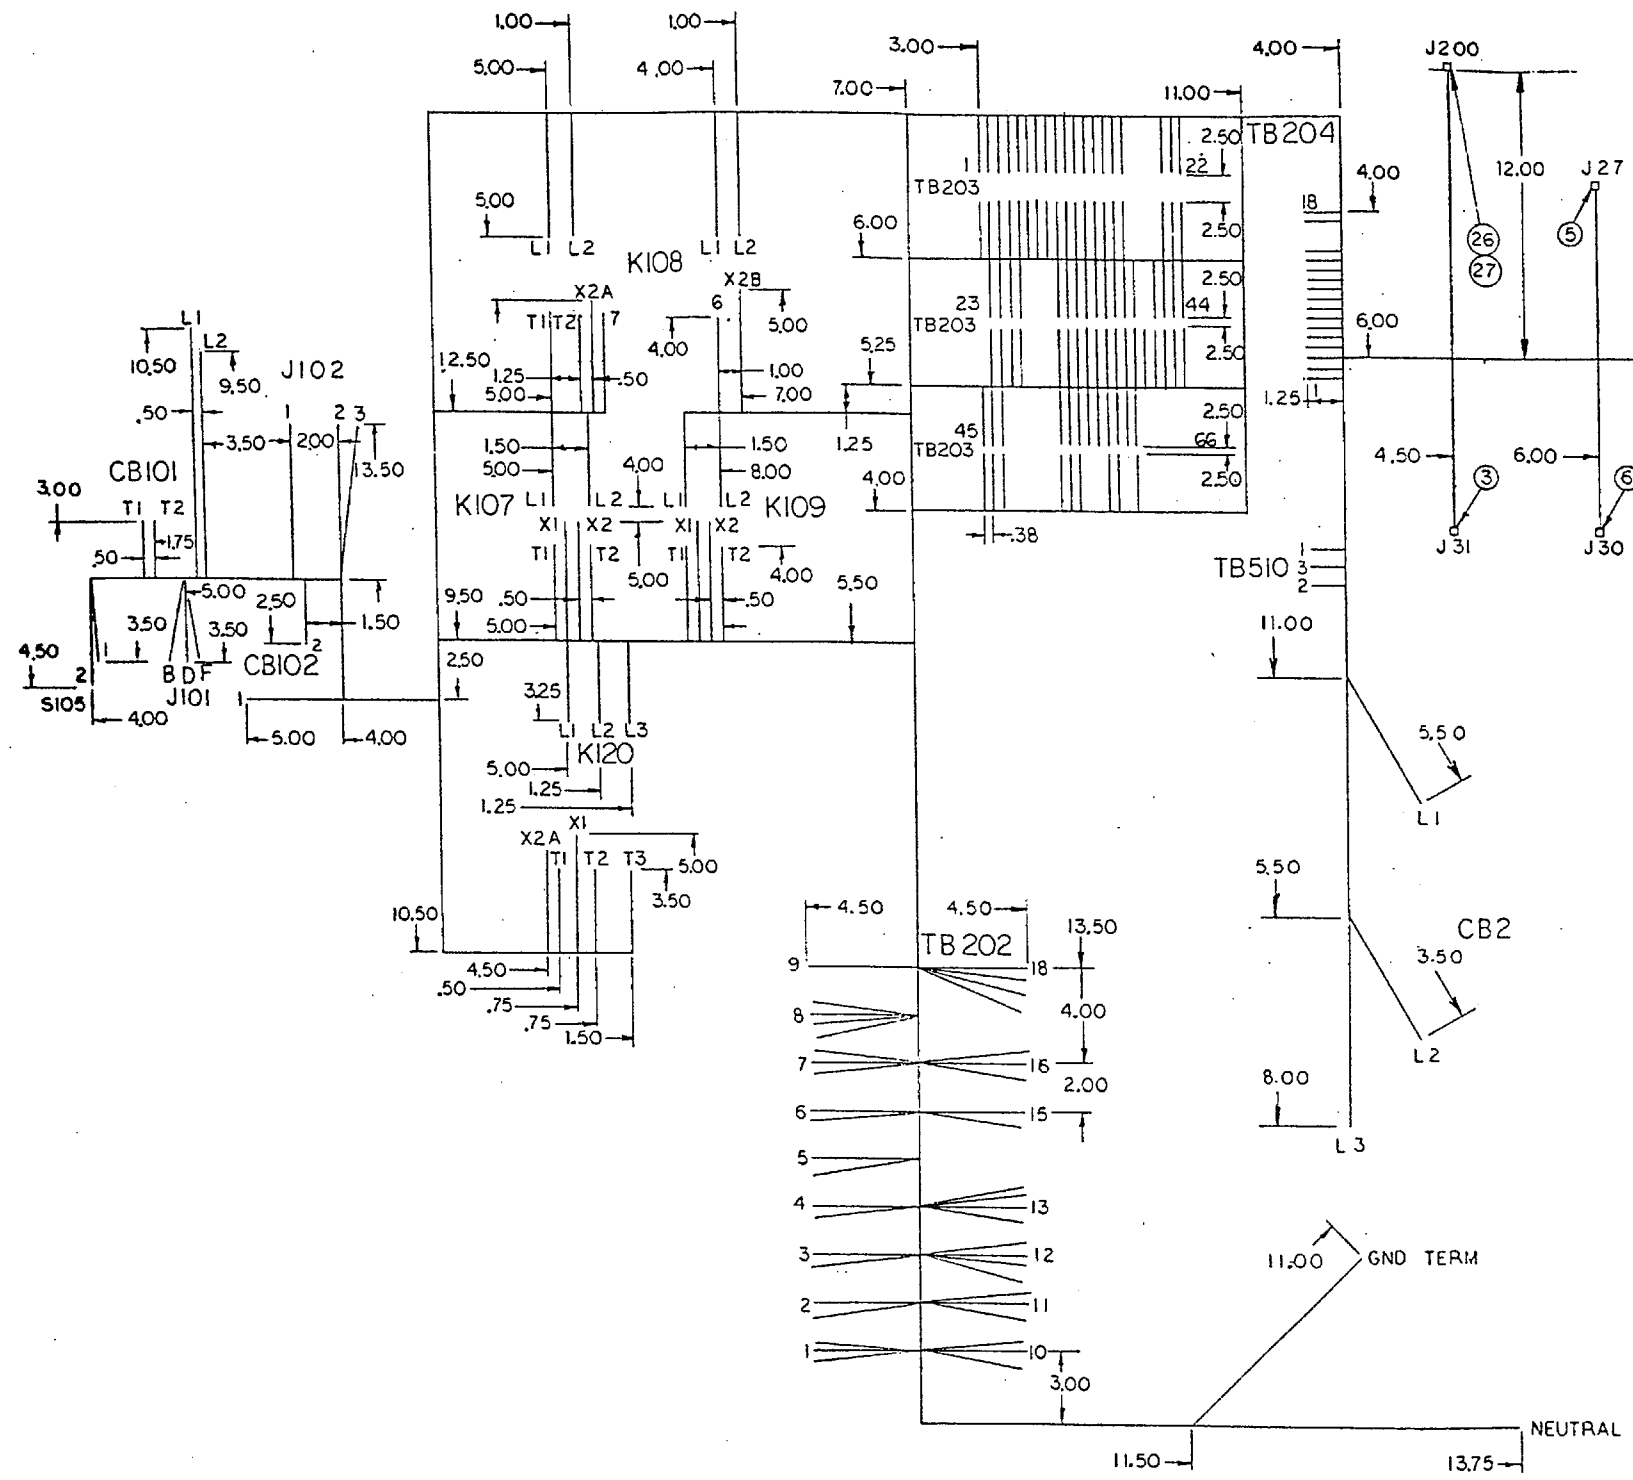 1.00
1.00
3.00
4.00
J200
5.00
4.00
7.00
11.00
TB204
2.50
1
22
TB203
12.00
J27
4.00
18
5.00
L1 L2
L1 L2
6.00
2.50
5
26
27
K108
X2B
X2A
6
2.50
23
44
T1 T2 7
TB203
5.00
4.00
6.00
2.50
L1
L2
10.50
9.50
J102
12.50
1.25
.50
1.00
5.25
5.00
7.00
1.25
11
.50
1 2 3
3.50
2.00
13.50
1.50
1.50
1.25
2.50
45
66
TB203
CB101
5.00
4.00
8.00
4.00
2.50
4.50
6.00
3
6
3.00
T1 T2
K107
L1 L2
L1 L2
K109
X1 X2
X1 X2
.38
J31
J30
.50
1.75
T1 T2
T1 T2
5.00
4.00
1
TB510 3
2
5.00
2.50
9.50
.50
.50
5.50
3.50
3.50
1.50
5.00
11.00
4.50
1
2
S105
B D F
J101
2
CB102
2.50
1
4.00
5.00
4.00
3.25
L1 L2 L3
K120
5.00
1.25
1.25
5.50
L1
X1
X2A
T1 T2 T3
5.00
3.50
5.50
10.50
4.50
4.50
13.50
CB2
TB202
3.50
4.50
9
18
.50
.75
8
4.00
.75
1.50
7
16
L2
2.00
8.00
6
15
L3
5
4
13
3
12
11.00
GND TERM
2
11
1
10
3.00
NEUTRAL
11.50
13.75